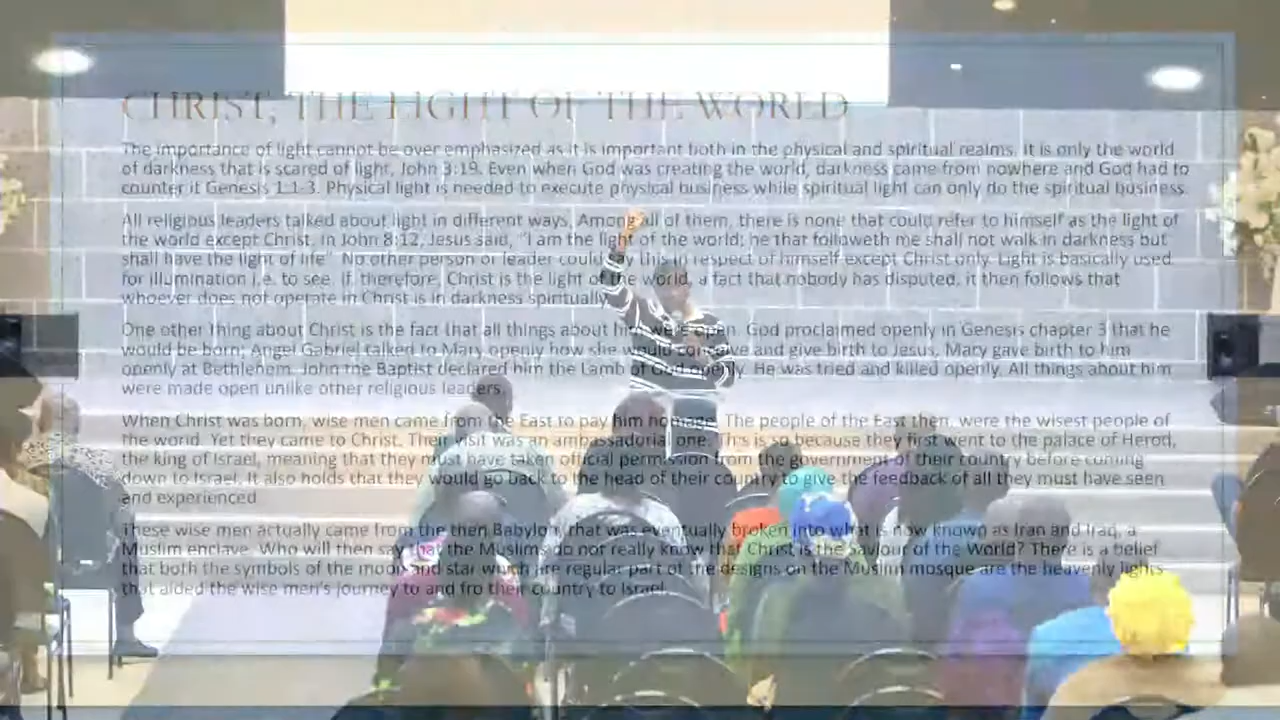 CHRIST, THE LIGHT OF THE WORLD
The importance of light cannot be over emphasized as it is important both in the physical and spiritual realms. It is only the world
of darkness that is scared of light, John 3:19. Even when God was creating the world, darkness came from nowhere and God had to
counter it Genesis 1:1-3. Physical light is needed to execute physical business while spiritual light can only do the spiritual business.
All religious leaders talked about light in different ways. Among all of them, there is none that could refer to himself as the light of
the world except Christ. In John 8:12, Jesus said, "I am the light of the world; he that followeth me shall not walk in darkness but
shall have the light of life". No other person or leader could say this in respect of himself except Christ only. Light is basically used
for illumination i.e. to see. If, therefore, Christ is the light of the world, a fact that nobody has disputed, it then follows that
whoever does not operate in Christ is in darkness spiritually.
One other thing about Christ is the fact that all things about him were open. God proclaimed openly in Genesis chapter 3 that he
would be born; Angel Gabriel talked to Mary openly how she would conceive and give birth to Jesus, Mary gave birth to him
openly at Bethlehem, John the Baptist declared him the Lamb of God openly. He was tried and killed openly. All things about him
were made open unlike other religious leaders.
When Christ was born, wise men came from the East to pay him homage. The people of the East then, were the wisest people of
the world. Yet they came to Christ. Their visit was an ambassadorial one. This is so because they first went to the palace of Herod,
the king of Israel, meaning that they must have taken official permission from the government of their country before coming
down to Israel. It also holds that they would go back to the head of their country to give the feedback of all they must have seen
and experienced
These wise men actually came from the then Babylon that was eventually broken into what is now known as Iran and Iraq, a
Muslim enclave. Who will then say that the Muslims do not really know that Christ is the saviour of the World? There is a belief
that both the symbols of the moon and star which are regular part of the designs on the Muslim mosque are the heavenly lights
that aided the wise men's journey to and fro their country to Israel.